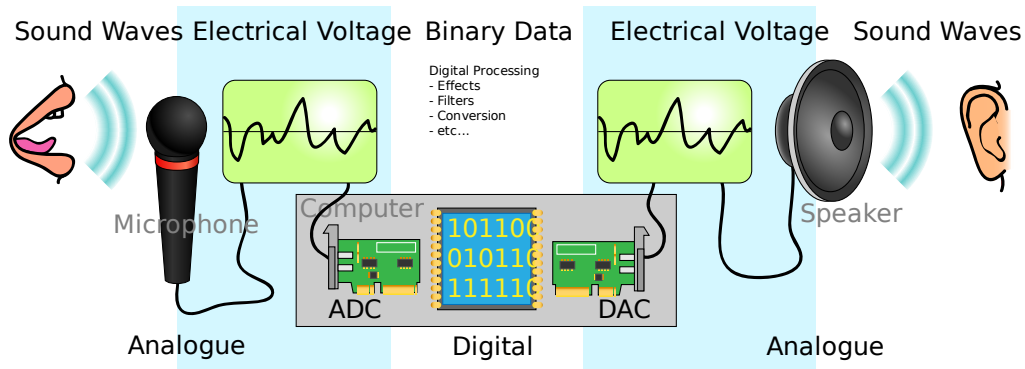 Sound Waves
Electrical Voltage
Binary Data
Electrical Voltage
Sound Waves
Digital Processing
- Effects
- Filters
- Conversion
- etc...
Microphone
Computer
Speaker
101100
010110
111110
ADC
DAC
Analogue
Digital
Analogue